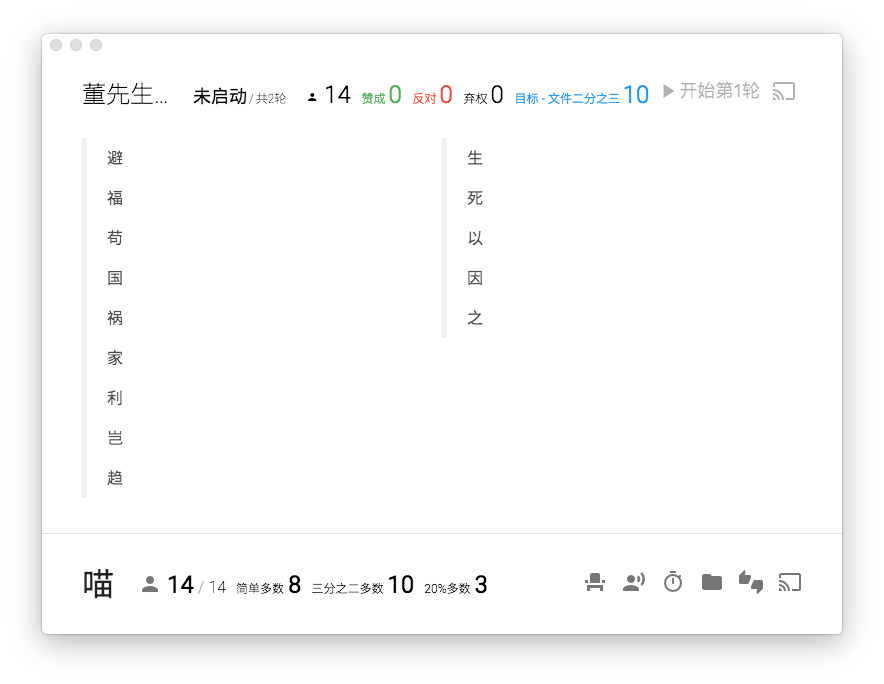 董先生... 未启动 / 共2轮 14 赞成 0 反对 0 弃权 0 目标 - 文件二分之三 10 开始第1轮
避
福
苟
国
祸
家
利
岂
趋
生
死
以
因
之
喵 14 / 14 简单多数 8 三分之二多数 10 20%多数 3